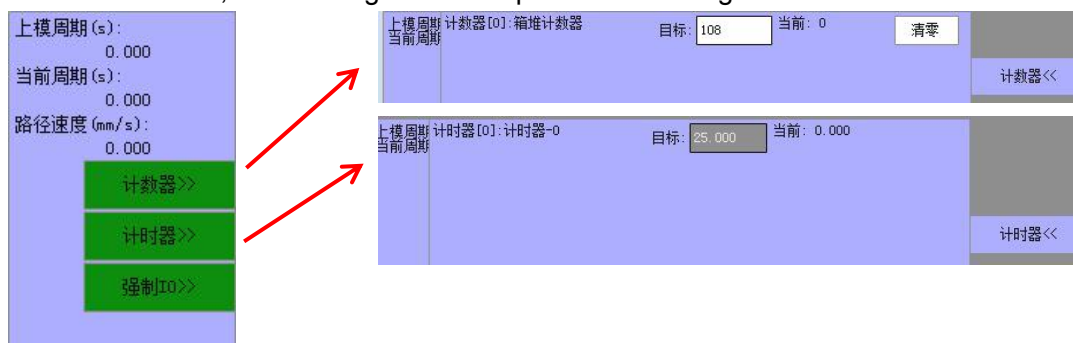 上模周期(s):
0.000
当前周期(s):
0.000
路径速度(mm/s):
0.000
计数器>>
计时器>>
强制IO>>
上模周期 计数器[0]:箱堆计数器 目标: 108 当前: 0 清零
当前周期
计数器<<
上模周期 计时器[0]:计时器-0 目标: 25.000 当前: 0.000
当前周期
计时器<<